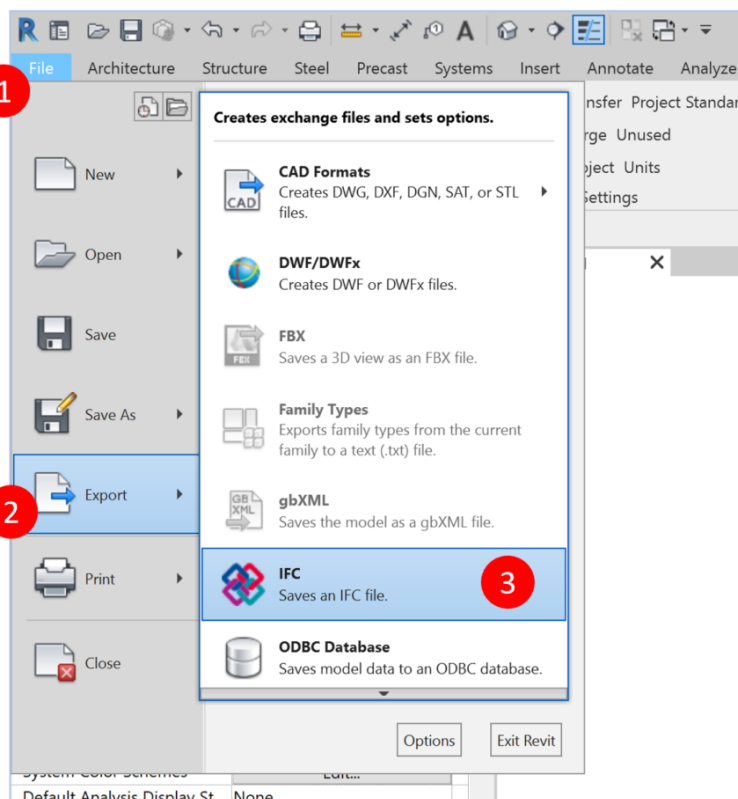 R
File Architecture Structure Steel Precast Systems Insert Annotate Analyze
1
nsfer Project Standar
rge Unused
ject Units
Settings
Creates exchange files and sets options.
New
Open
Save
Save As
Export
2
Print
Close
CAD
CAD Formats
Creates DWG, DXF, DGN, SAT, or STL
files.
DWF/DWFx
Creates DWF or DWFx files.
FBX
FBX
Saves a 3D view as an FBX file.
Family Types
Exports family types from the current
family to a text (.txt) file.
GB
XML
gbXML
Saves the model as a gbXML file.
IFC
Saves an IFC file.
3
ODBC Database
Saves model data to an ODBC database.
Options Exit Revit
System Color Schemes Edit...
Default Analysis Display St... None